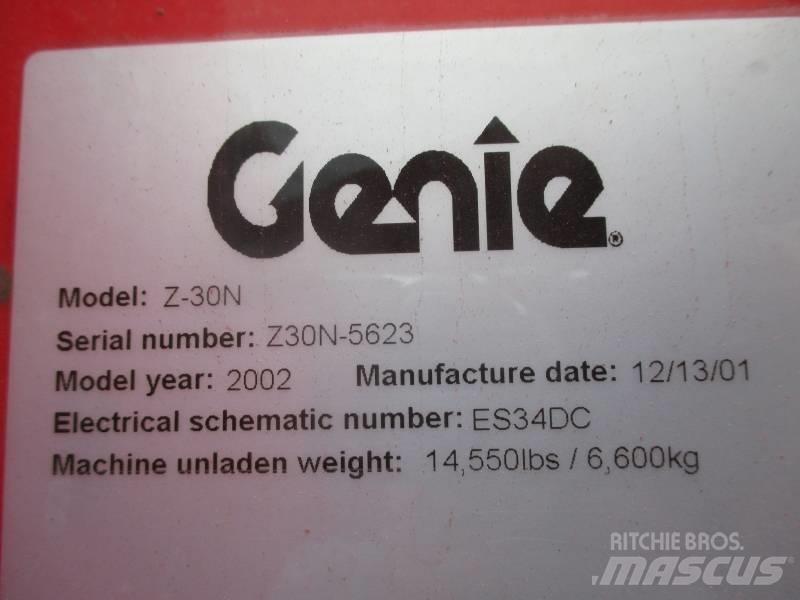 Genie®
Model: Z-30N
Serial number: Z30N-5623
Model year: 2002 Manufacture date: 12/13/01
Electrical schematic number: ES34DC
Machine unladen weight: 14,550lbs / 6,600kg
RITCHIE BROS.
MASCUS